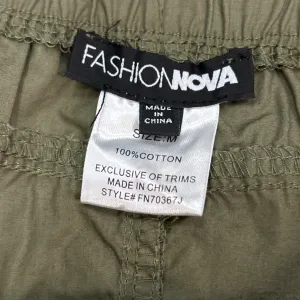 FASHIONNOVA
MADE IN
CHINA
SIZE:M
100%COTTON
EXCLUSIVE OF TRIMS
MADE IN CHINA
STYLE# FN70367J